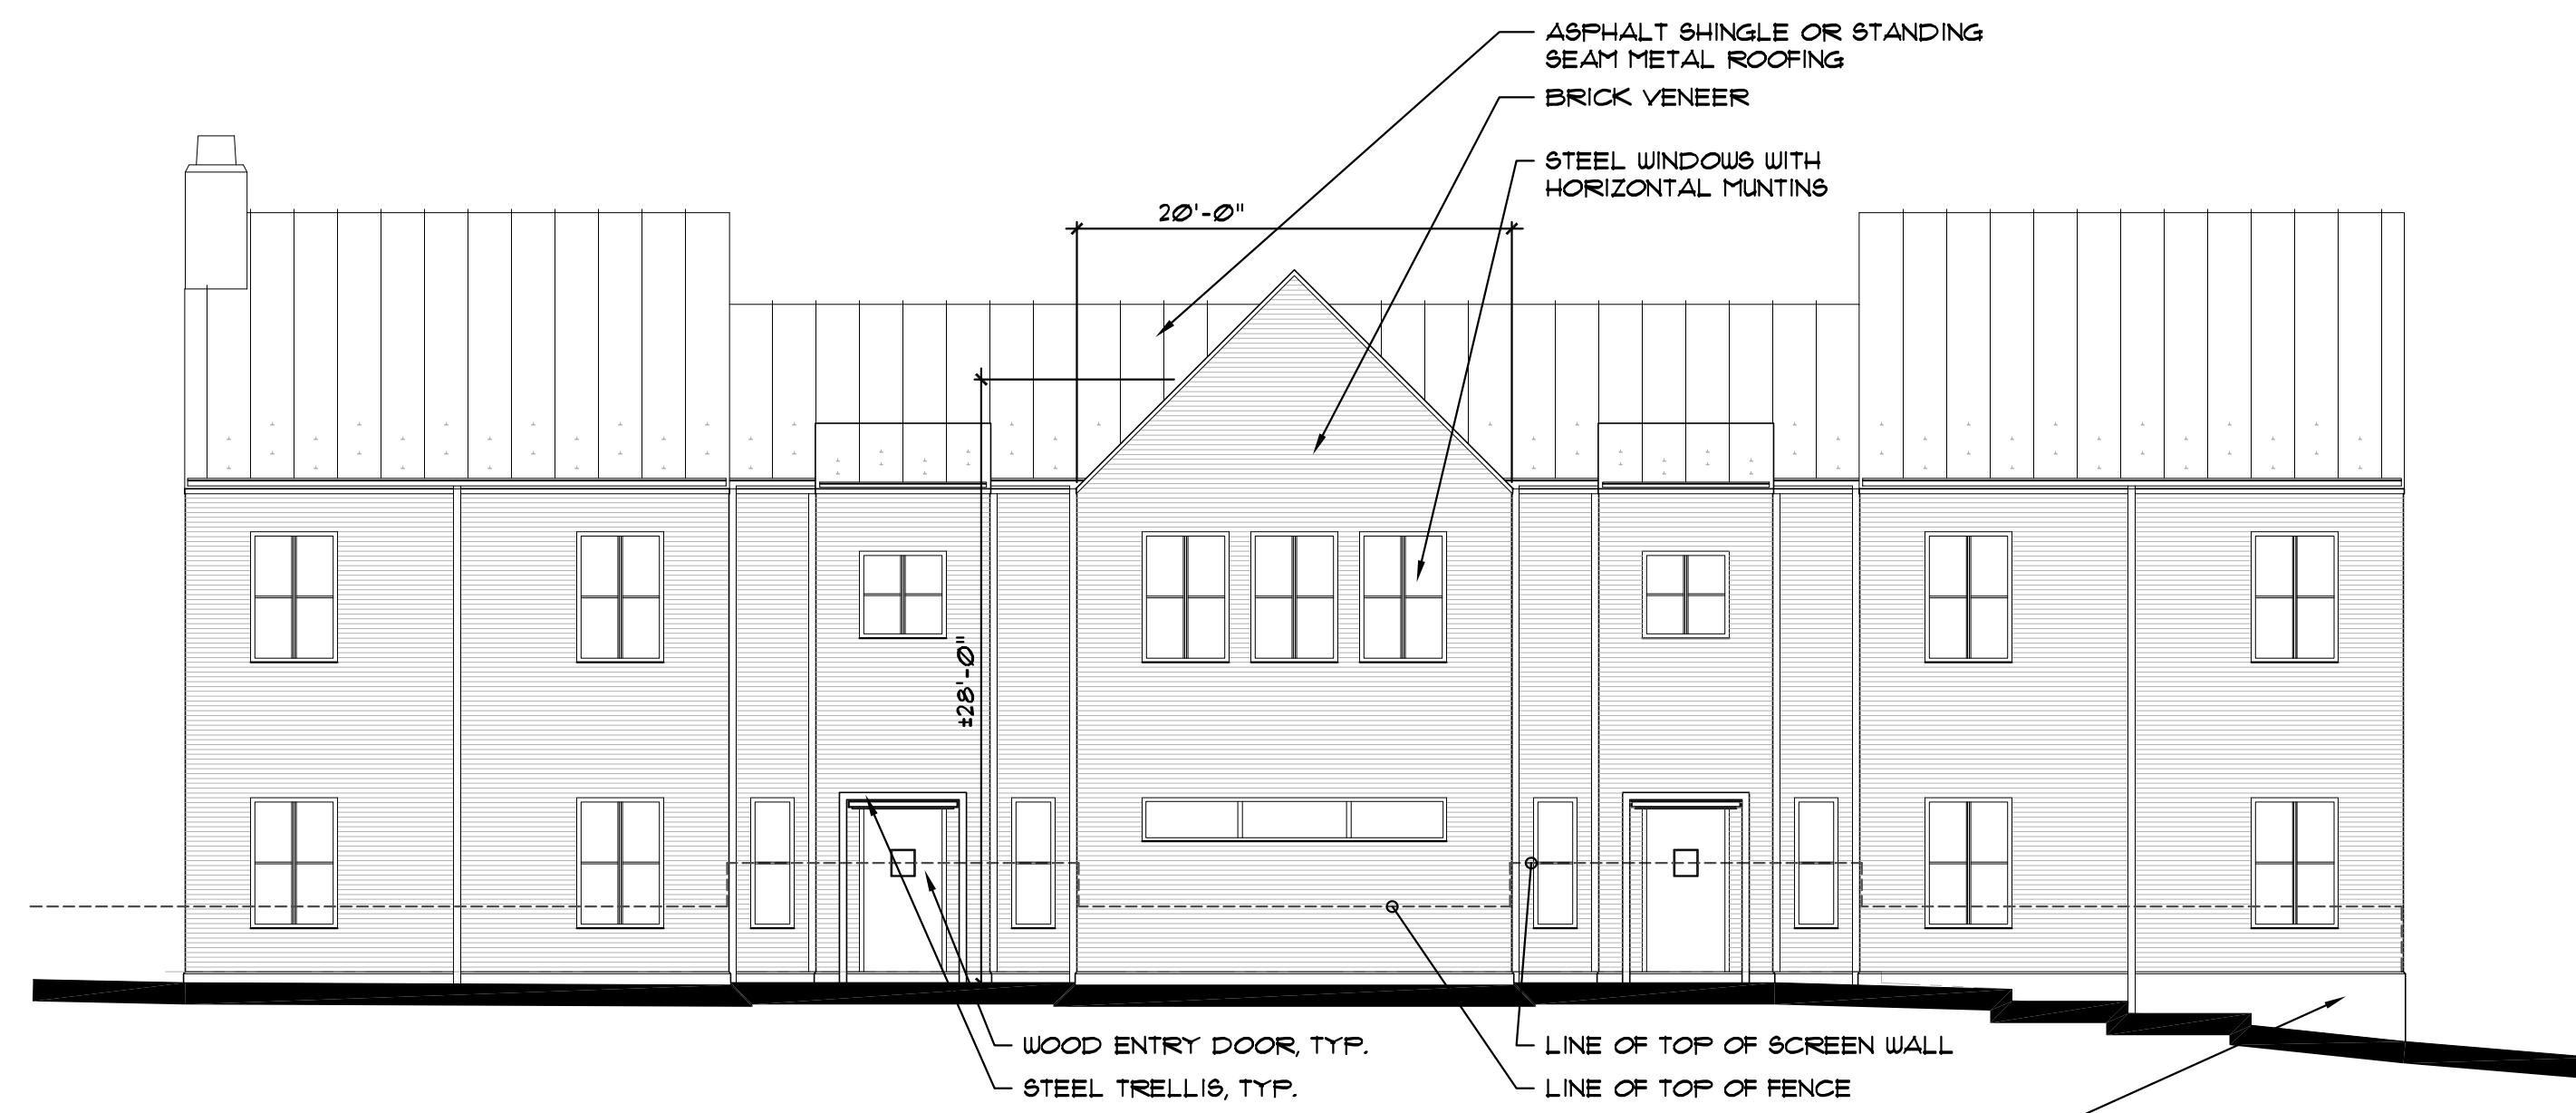 ASPHALT SHINGLE OR STANDING
SEAM METAL ROOFING
BRICK VENEER
STEEL WINDOWS WITH
HORIZONTAL MUNTINS
20'-0"
±28'-0"
WOOD ENTRY DOOR, TYP.
STEEL TRELLIS, TYP.
LINE OF TOP OF SCREEN WALL
LINE OF TOP OF FENCE